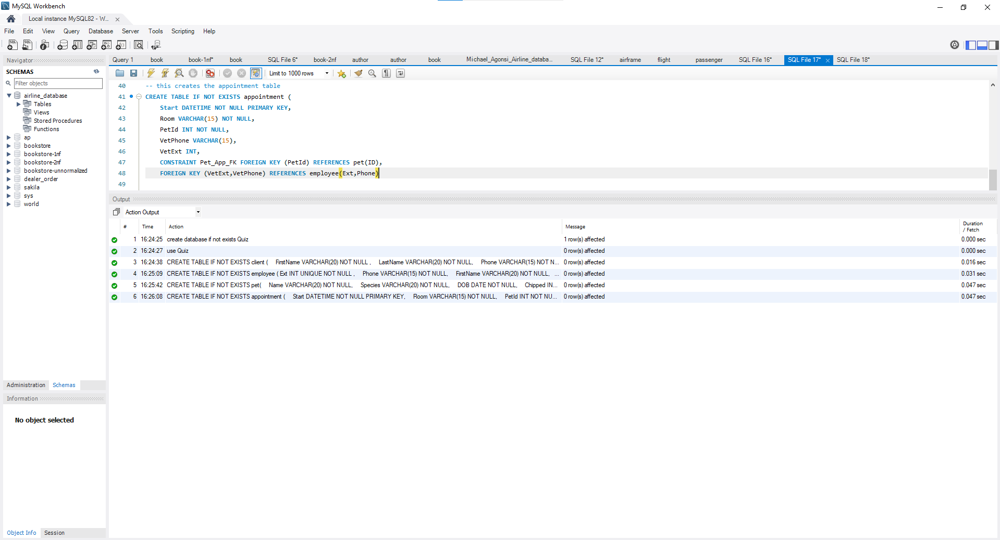 MySQL Workbench
Local instance MySQL82 - W...
File Edit View Query Database Server Tools Scripting Help
Navigator
SCHEMAS
Filter objects
airline_database
Tables
Views
Stored Procedures
Functions
ap
bookstore
bookstore-1nf
bookstore-2nf
bookstore-unnormalized
dealer_order
sakila
sys
world
Administration Schemas
Information
No object selected
Object Info Session
Query 1 book book-1nf* book SQL File 6* book-2nf author author book Michael_Agonsi_Airline_databa... SQL File 12* airframe flight passenger SQL File 16* SQL File 17* SQL File 18*
Limit to 1000 rows
40 -- this creates the appointment table
41 CREATE TABLE IF NOT EXISTS appointment (
42 Start DATETIME NOT NULL PRIMARY KEY,
43 Room VARCHAR(15) NOT NULL,
44 PetId INT NOT NULL,
45 VetPhone VARCHAR(15),
46 VetExt INT,
47 CONSTRAINT Pet_App_FK FOREIGN KEY (PetId) REFERENCES pet(ID),
48 FOREIGN KEY (VetExt,VetPhone) REFERENCES employee(Ext,Phone)
49
Output
Action Output
# Time Action Message Duration / Fetch
1 16:24:25 create database if not exists Quiz 1 row(s) affected 0.000 sec
2 16:24:27 use Quiz 0 row(s) affected 0.000 sec
3 16:24:38 CREATE TABLE IF NOT EXISTS client ( FirstName VARCHAR(20) NOT NULL , LastName VARCHAR(20) NOT NULL, Phone VARCHAR(15) NOT N... 0 row(s) affected 0.016 sec
4 16:25:09 CREATE TABLE IF NOT EXISTS employee ( Ext INT UNIQUE NOT NULL , Phone VARCHAR(15) NOT NULL, FirstName VARCHAR(20) NOT NULL, ... 0 row(s) affected 0.031 sec
5 16:25:42 CREATE TABLE IF NOT EXISTS pet( Name VARCHAR(20) NOT NULL, Species VARCHAR(20) NOT NULL, DOB DATE NOT NULL, Chipped IN... 0 row(s) affected 0.047 sec
6 16:26:08 CREATE TABLE IF NOT EXISTS appointment ( Start DATETIME NOT NULL PRIMARY KEY, Room VARCHAR(15) NOT NULL, PetId INT NOT NU... 0 row(s) affected 0.047 sec